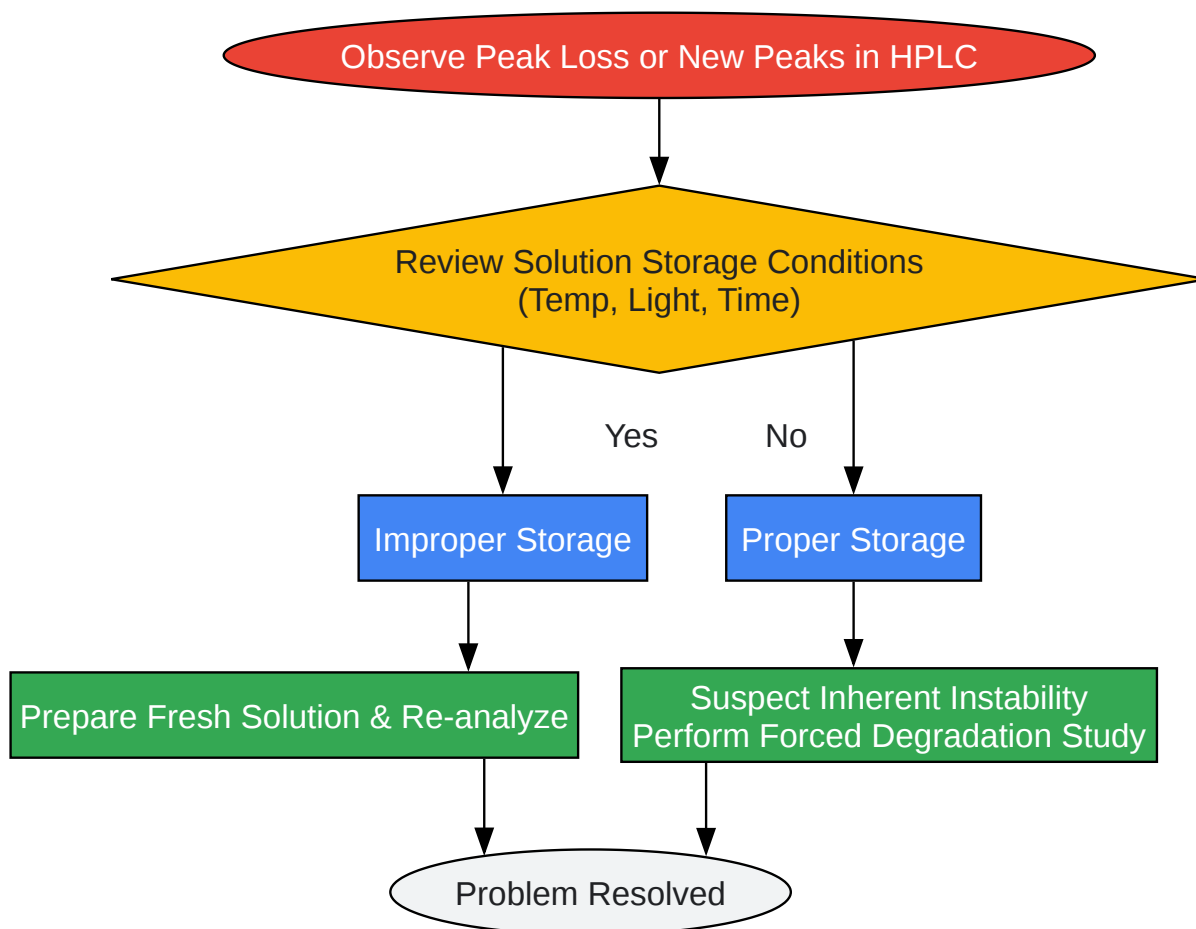 Observe Peak Loss or New Peaks in HPLC
Review Solution Storage Conditions
(Temp, Light, Time)
Yes
No
Improper Storage
Proper Storage
Prepare Fresh Solution & Re-analyze
Suspect Inherent Instability
Perform Forced Degradation Study
Problem Resolved